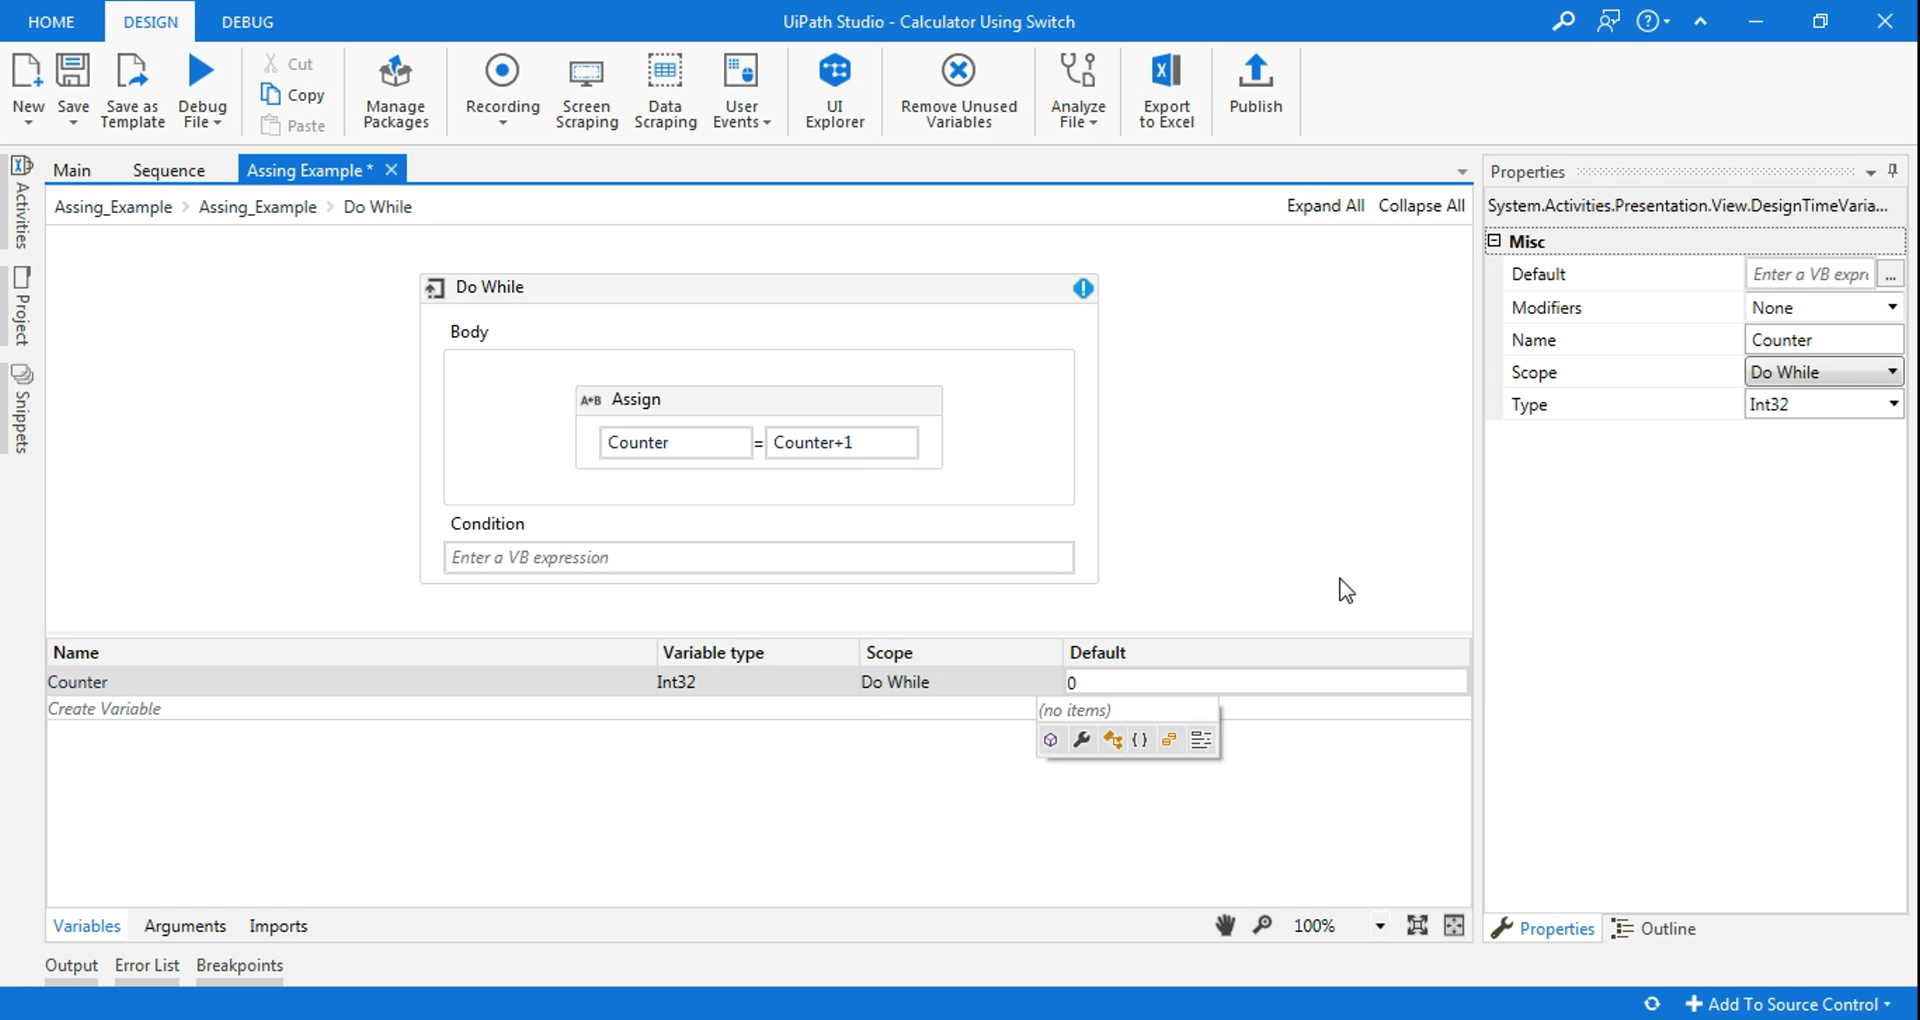 HOME DESIGN DEBUG UiPath Studio - Calculator Using Switch
New Save Save as Template Debug File Cut Copy Paste Manage Packages Recording Screen Scraping Data Scraping User Events UI Explorer Remove Unused Variables Analyze File Export to Excel Publish
Main Sequence Assing Example *
Activities
Project
Snippets
Assing_Example > Assing_Example > Do While Expand All Collapse All
Do While
Body
A+B Assign
Counter = Counter+1
Condition
Enter a VB expression
Name Variable type Scope Default
Counter Int32 Do While 0
Create Variable
(no items)
Variables Arguments Imports 100%
Output Error List Breakpoints
Properties
System.Activities.Presentation.View.DesignTimeVaria...
Misc
Default Enter a VB expre ...
Modifiers None
Name Counter
Scope Do While
Type Int32
Properties Outline
Add To Source Control